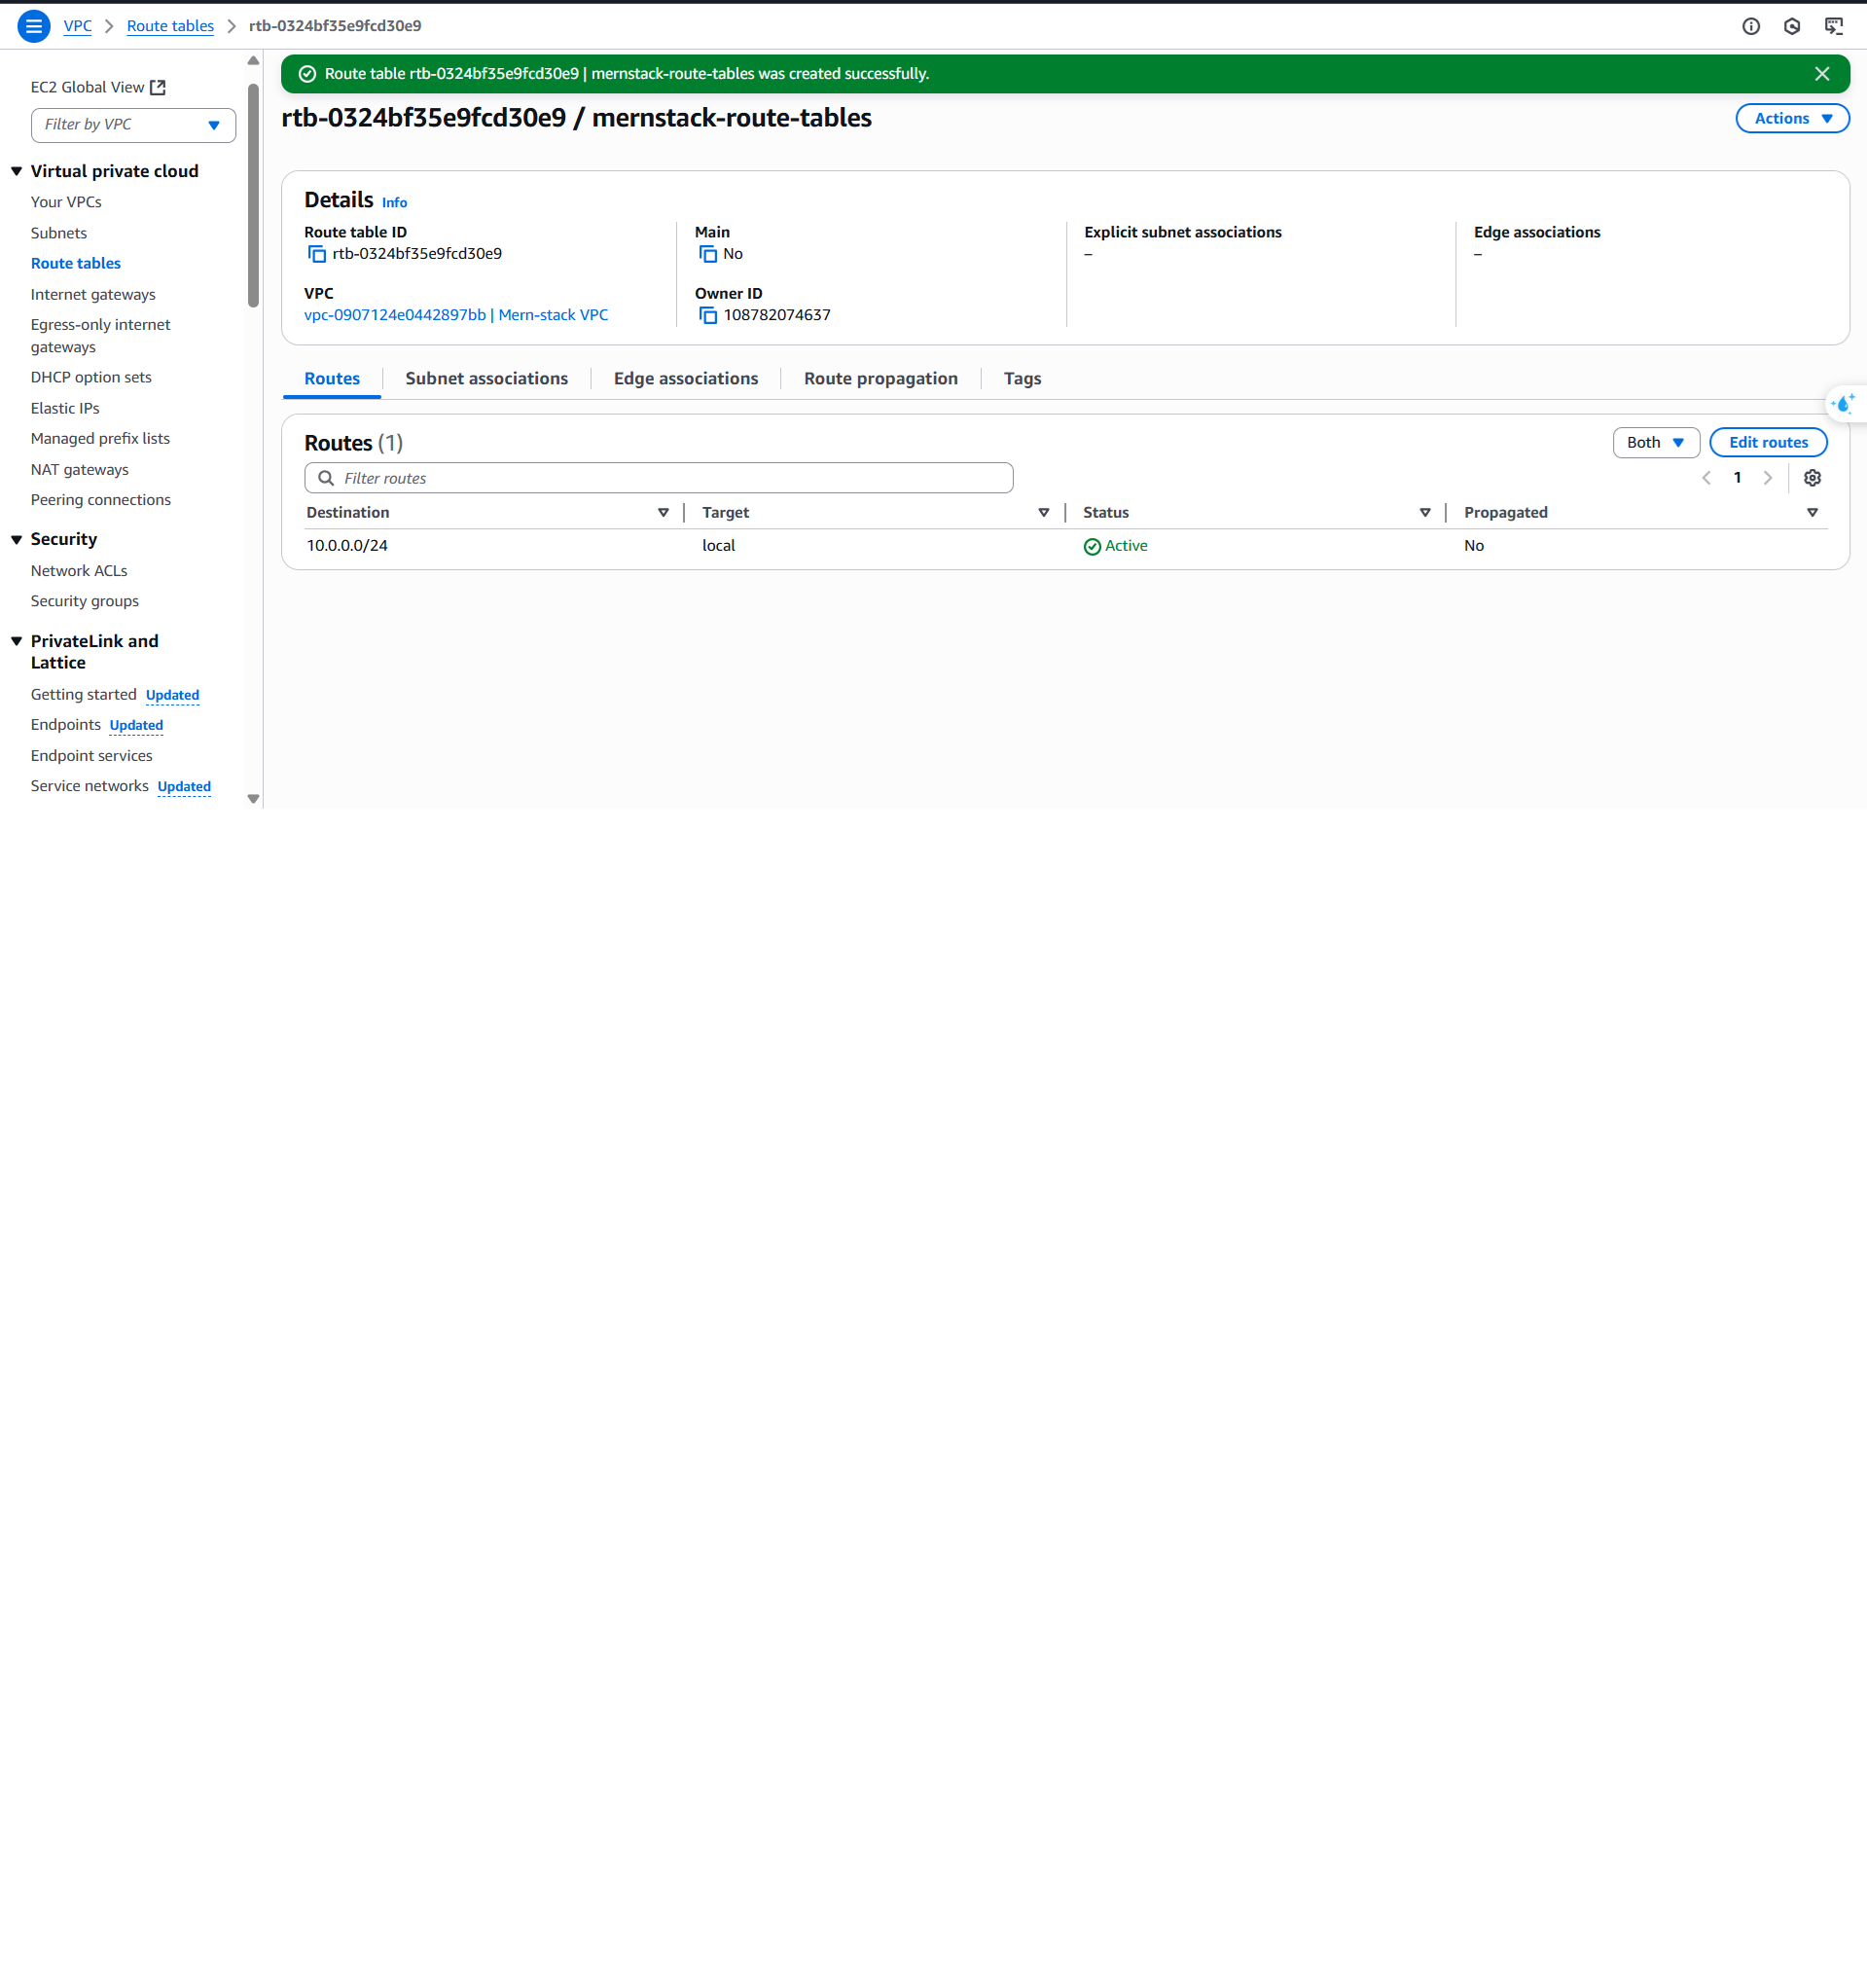 VPC > Route tables > rtb-0324bf35e9fcd30e9
EC2 Global View
Filter by VPC
Virtual private cloud
Your VPCs
Subnets
Route tables
Internet gateways
Egress-only internet
gateways
DHCP option sets
Elastic IPs
Managed prefix lists
NAT gateways
Peering connections
Security
Network ACLs
Security groups
PrivateLink and
Lattice
Getting started Updated
Endpoints Updated
Endpoint services
Service networks Updated
Route table rtb-0324bf35e9fcd30e9 | mernstack-route-tables was created successfully.
rtb-0324bf35e9fcd30e9 / mernstack-route-tables
Actions
Details Info
Route table ID
rtb-0324bf35e9fcd30e9
VPC
vpc-0907124e0442897bb | Mern-stack VPC
Main
No
Owner ID
108782074637
Explicit subnet associations
–
Edge associations
–
Routes Subnet associations Edge associations Route propagation Tags
Routes (1)
Both Edit routes
Filter routes
1
Destination Target Status Propagated
10.0.0.0/24 local Active No